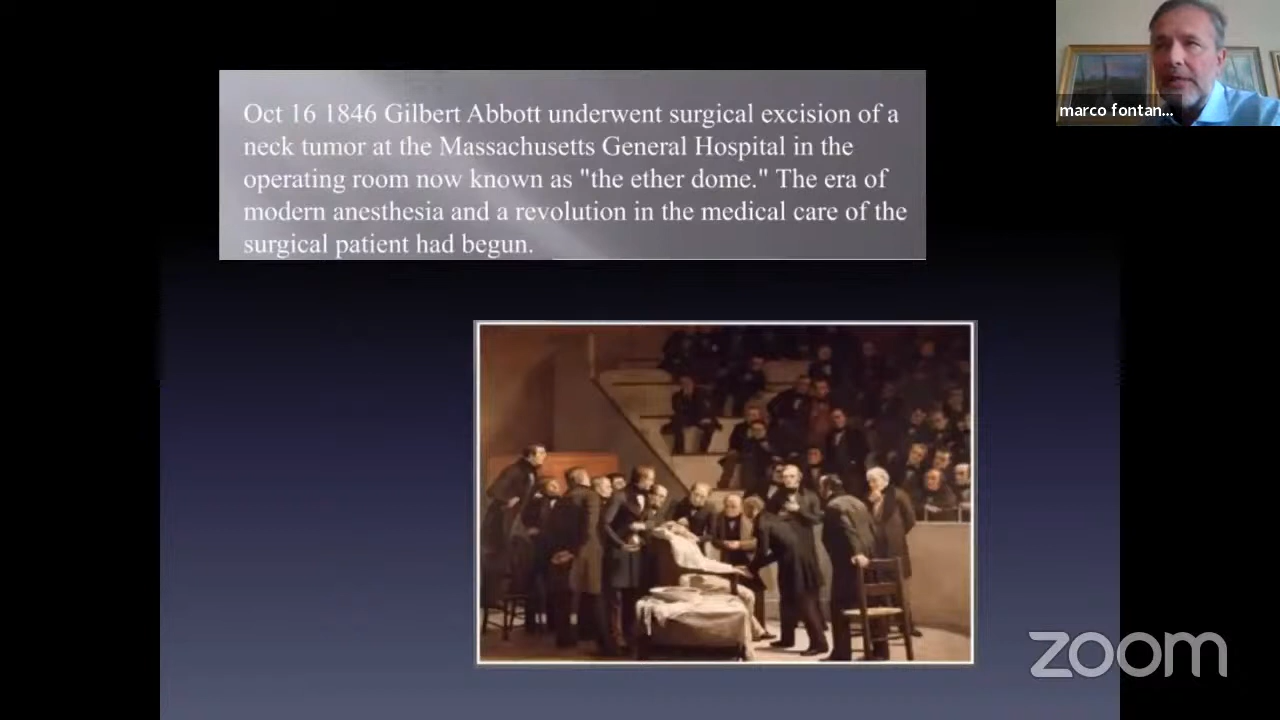 Oct 16 1846 Gilbert Abbott underwent surgical excision of a
neck tumor at the Massachusetts General Hospital in the
operating room now known as "the ether dome." The era of
modern anesthesia and a revolution in the medical care of the
surgical patient had begun.
marco fontan...
zoom